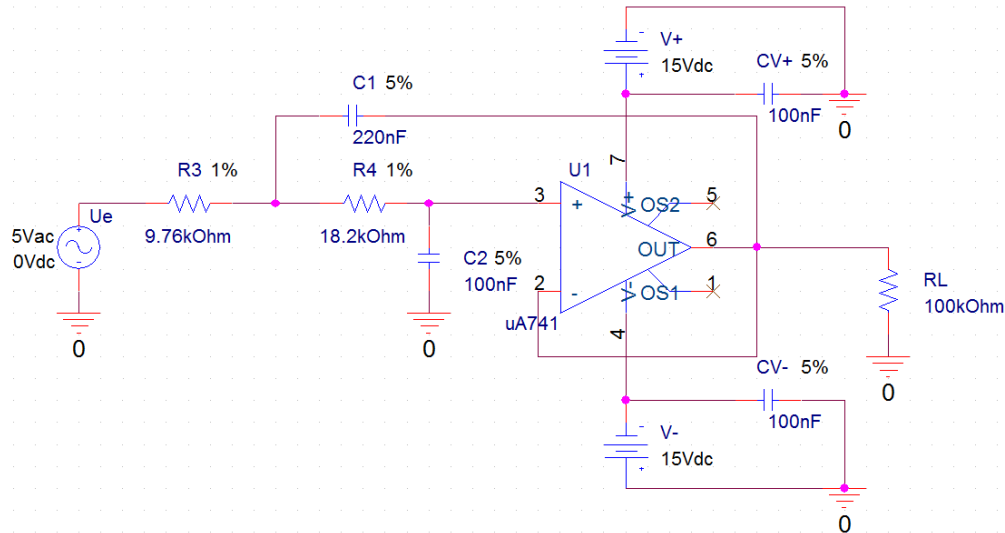 V+
15Vdc
CV+ 5%
100nF
0
C1 5%
220nF
R3 1%
9.76kOhm
R4 1%
18.2kOhm
U1
7
3
+
V+
OS2
5
Ue
5Vac
0Vdc
0
C2 5%
100nF
0
OUT
6
2
-
V-
OS1
1
uA741
4
RL
100kOhm
0
CV- 5%
100nF
V-
15Vdc
0